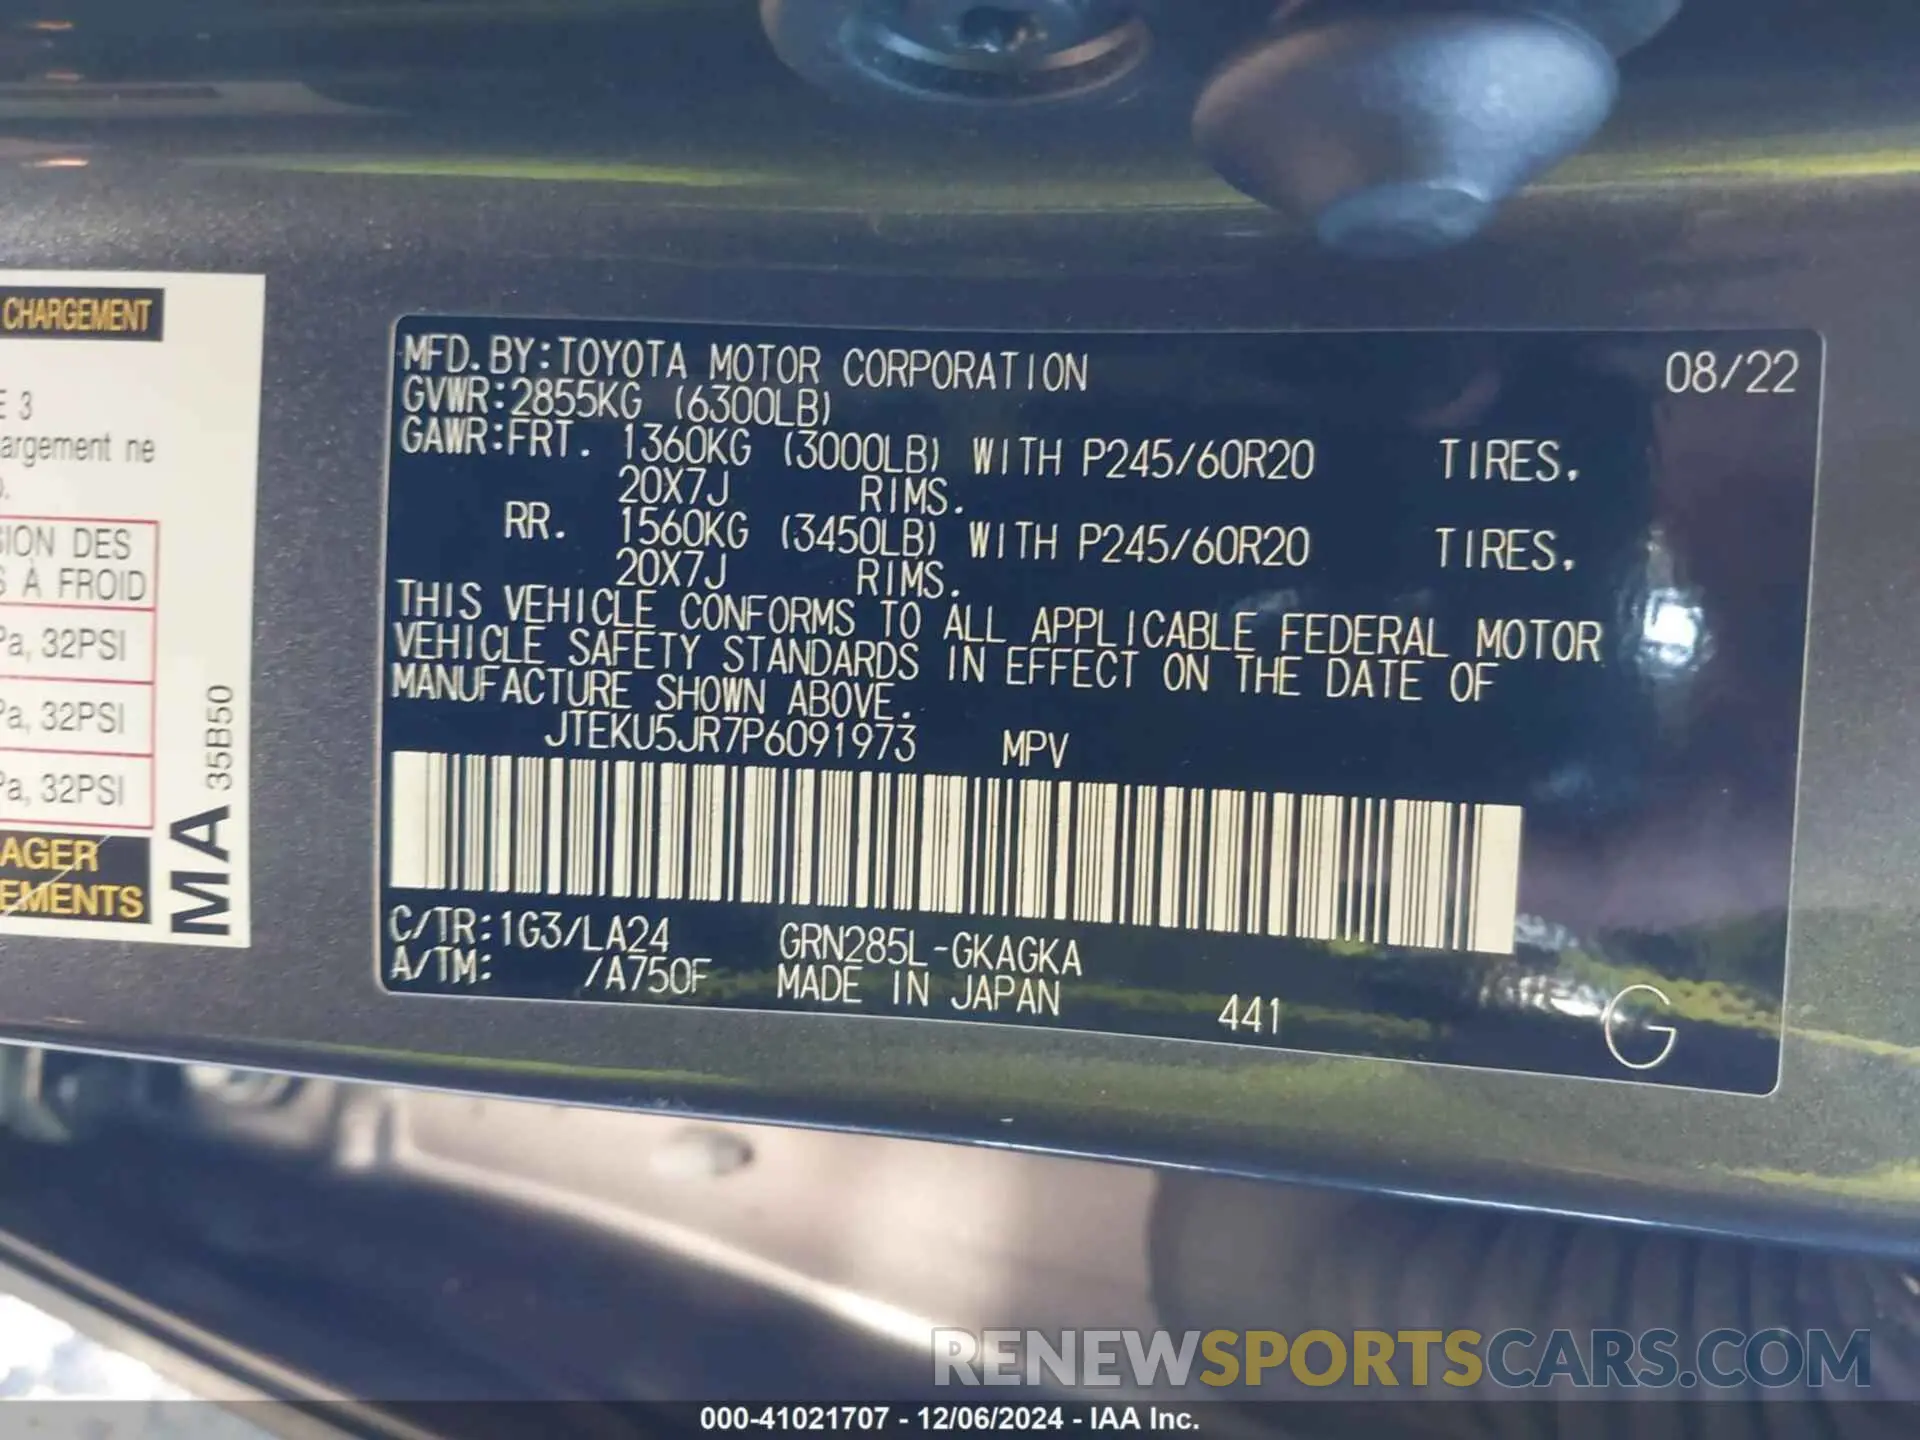 CHARGEMENT
E 3
argement ne
ION DES
À FROID
Pa, 32PSI
Pa, 32PSI
Pa, 32PSI
AGER
EMENTS
MA 35B50
MFD.BY:TOYOTA MOTOR CORPORATION 08/22
GVWR:2855KG (6300LB)
GAWR:FRT. 1360KG (3000LB) WITH P245/60R20 TIRES.
20X7J RIMS.
RR. 1560KG (3450LB) WITH P245/60R20 TIRES.
20X7J RIMS.
THIS VEHICLE CONFORMS TO ALL APPLICABLE FEDERAL MOTOR
VEHICLE SAFETY STANDARDS IN EFFECT ON THE DATE OF
MANUFACTURE SHOWN ABOVE.
JTEKU5JR7P6091973 MPV
C/TR:1G3/LA24 GRN285L-GKAGKA
A/TM: /A750F MADE IN JAPAN 441 G
RENEWSPORTSCARS.COM
000-41021707 - 12/06/2024 - IAA Inc.